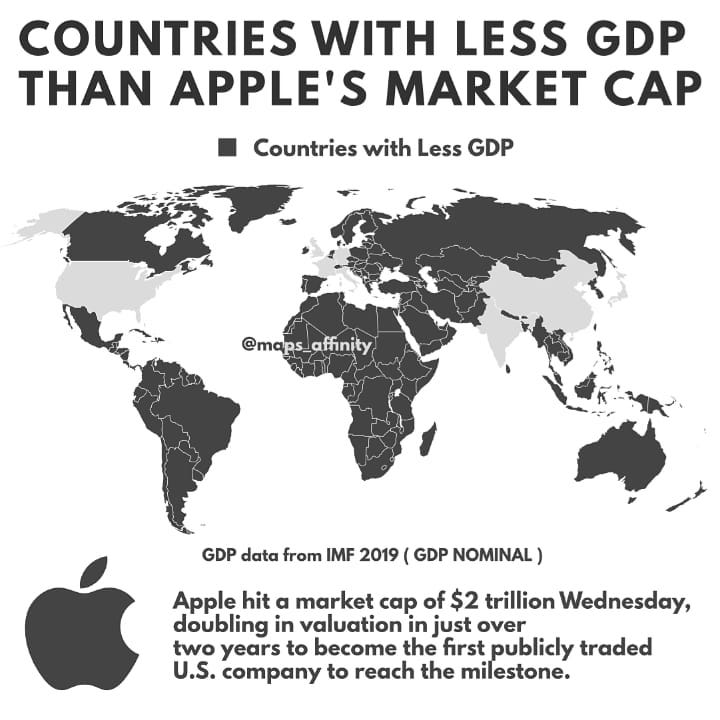 COUNTRIES WITH LESS GDP
THAN APPLE'S MARKET CAP
Countries with Less GDP
@maps_affinity
GDP data from IMF 2019 ( GDP NOMINAL )
Apple hit a market cap of $2 trillion Wednesday,
doubling in valuation in just over
two years to become the first publicly traded
U.S. company to reach the milestone.